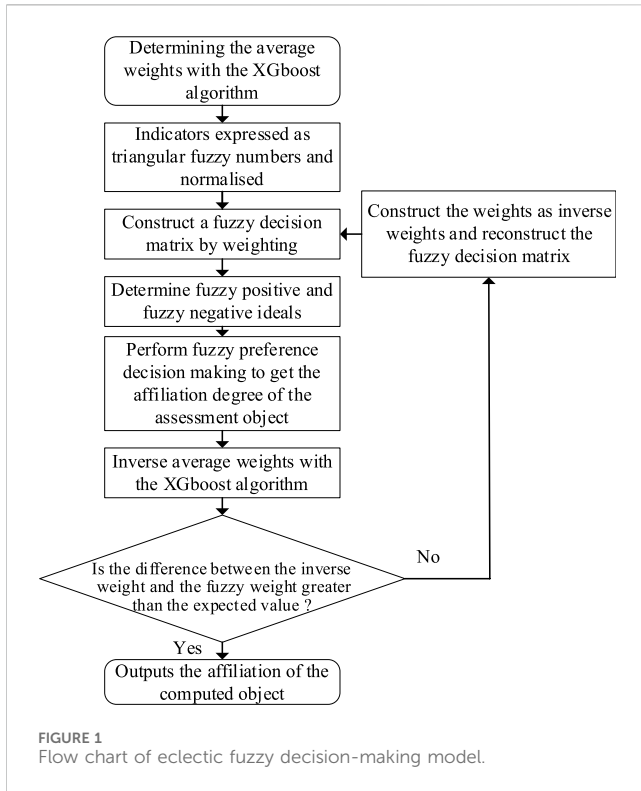 Determining the average
weights with the XGboost
algorithm
Indicators expressed as
triangular fuzzy numbers and
normalised
Construct a fuzzy decision
matrix by weighting
Construct the weights as inverse
weights and reconstruct the
fuzzy decision matrix
Determine fuzzy positive and
fuzzy negative ideals
Perform fuzzy preference
decision making to get the
affiliation degree of the
assessment object
Inverse average weights with
the XGboost algorithm
Is the difference between the inverse
weight and the fuzzy weight greater
than the expected value ?
No
Yes
Outputs the affiliation of the
computed object
FIGURE 1
Flow chart of eclectic fuzzy decision-making model.